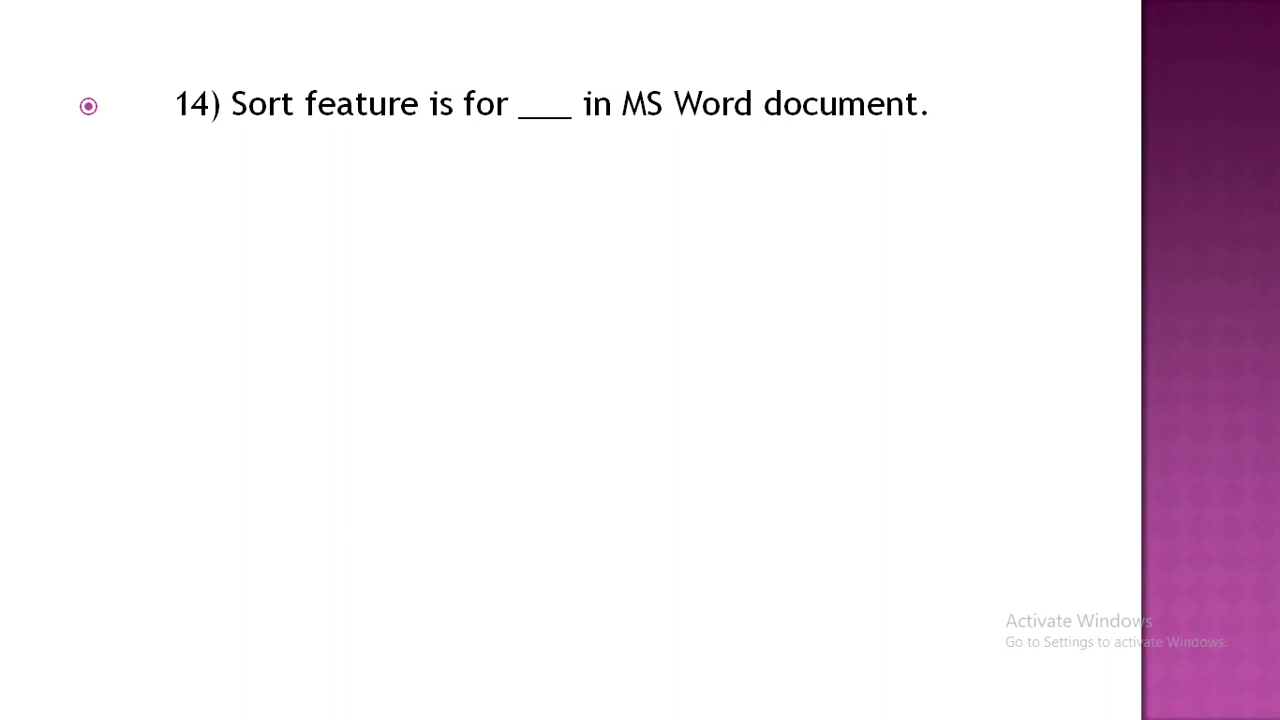 14) Sort feature is for ___ in MS Word document.
Activate Windows
Go to Settings to activate Windows.